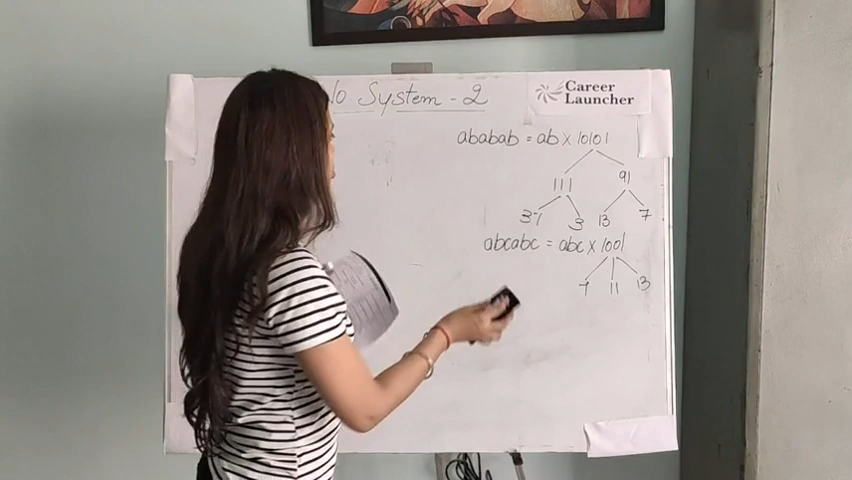 No System - 2
Career
Launcher
ababab = ab x 10101
111 91
37 3 13 7
abcabc = abc x 1001
7 11 13